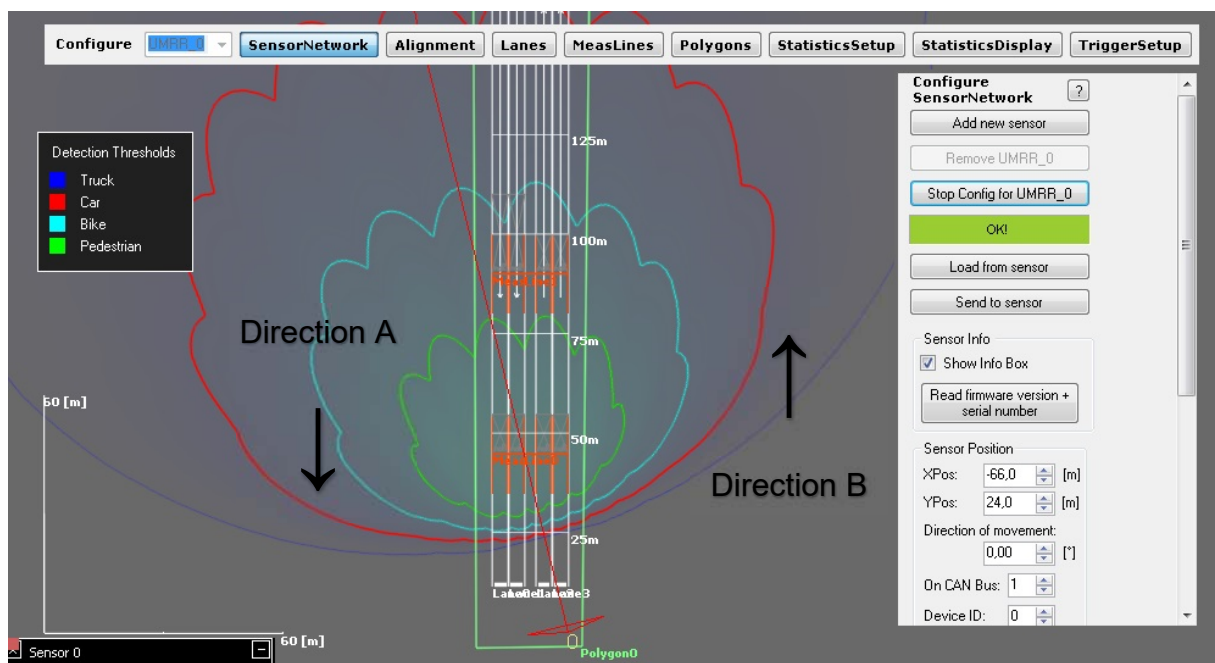 Configure UMRR_0 SensorNetwork Alignment Lanes MeasLines Polygons StatisticsSetup StatisticsDisplay TriggerSetup
Configure
SensorNetwork
?
Add new sensor
Remove UMRR_0
Stop Config for UMRR_0
OK!
Load from sensor
Send to sensor
Sensor Info
Show Info Box
Read firmware version +
serial number
Sensor Position
XPos: -66,0 [m]
YPos: 24,0 [m]
Direction of movement:
0,00 [°]
On CAN Bus: 1
Device ID: 0
Detection Thresholds
Truck
Car
Bike
Pedestrian
125m
100m
Direction A
75m
60 [m]
50m
Direction B
25m
60 [m]
Polygon0
Sensor 0